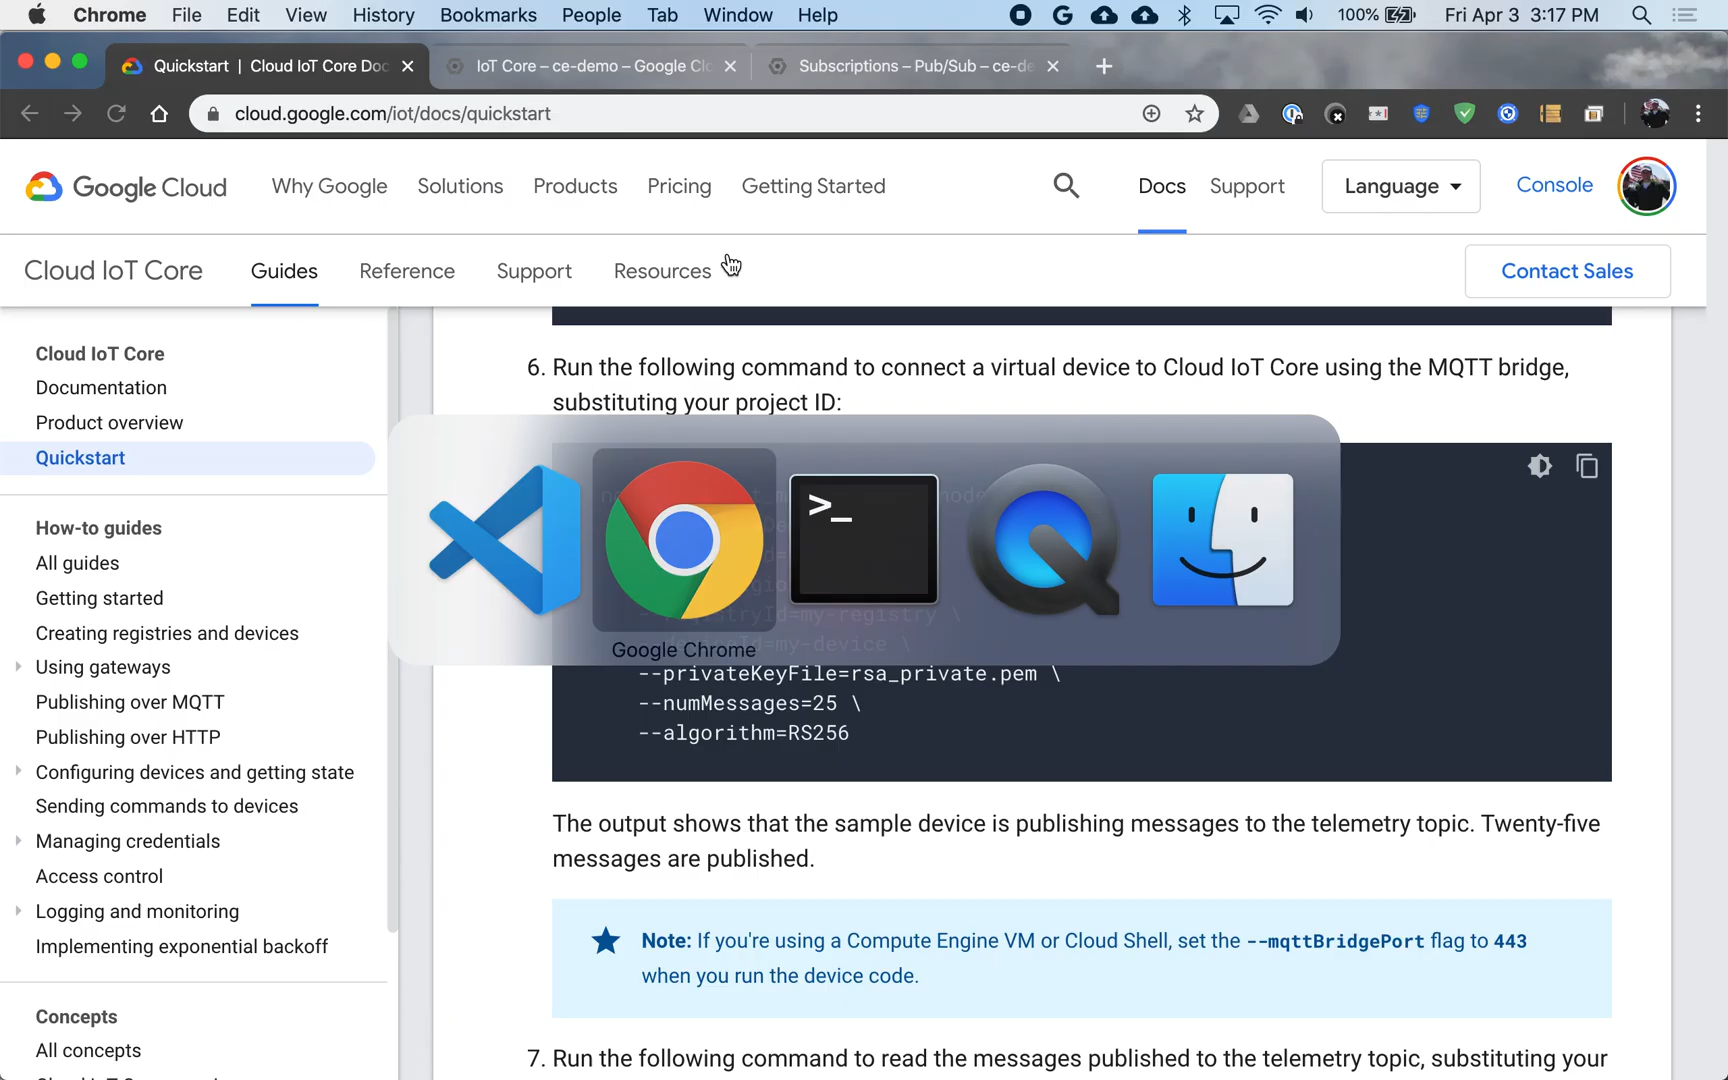 Chrome File Edit View History Bookmarks People Tab Window Help 100% Fri Apr 3 3:17 PM
Quickstart | Cloud IoT Core Doc IoT Core – ce-demo – Google Clo Subscriptions – Pub/Sub – ce-de
cloud.google.com/iot/docs/quickstart
Google Cloud Why Google Solutions Products Pricing Getting Started Docs Support Language Console
Cloud IoT Core Guides Reference Support Resources Contact Sales
Cloud IoT Core
Documentation
Product overview
Quickstart
How-to guides
All guides
Getting started
Creating registries and devices
Using gateways
Publishing over MQTT
Publishing over HTTP
Configuring devices and getting state
Sending commands to devices
Managing credentials
Access control
Logging and monitoring
Implementing exponential backoff
Concepts
All concepts
6. Run the following command to connect a virtual device to Cloud IoT Core using the MQTT bridge,
substituting your project ID:
>_
my-registry \
my-device \
Google Chrome
--privateKeyFile=rsa_private.pem \
--numMessages=25 \
--algorithm=RS256
The output shows that the sample device is publishing messages to the telemetry topic. Twenty-five
messages are published.
Note: If you're using a Compute Engine VM or Cloud Shell, set the --mqttBridgePort flag to 443
when you run the device code.
7. Run the following command to read the messages published to the telemetry topic, substituting your